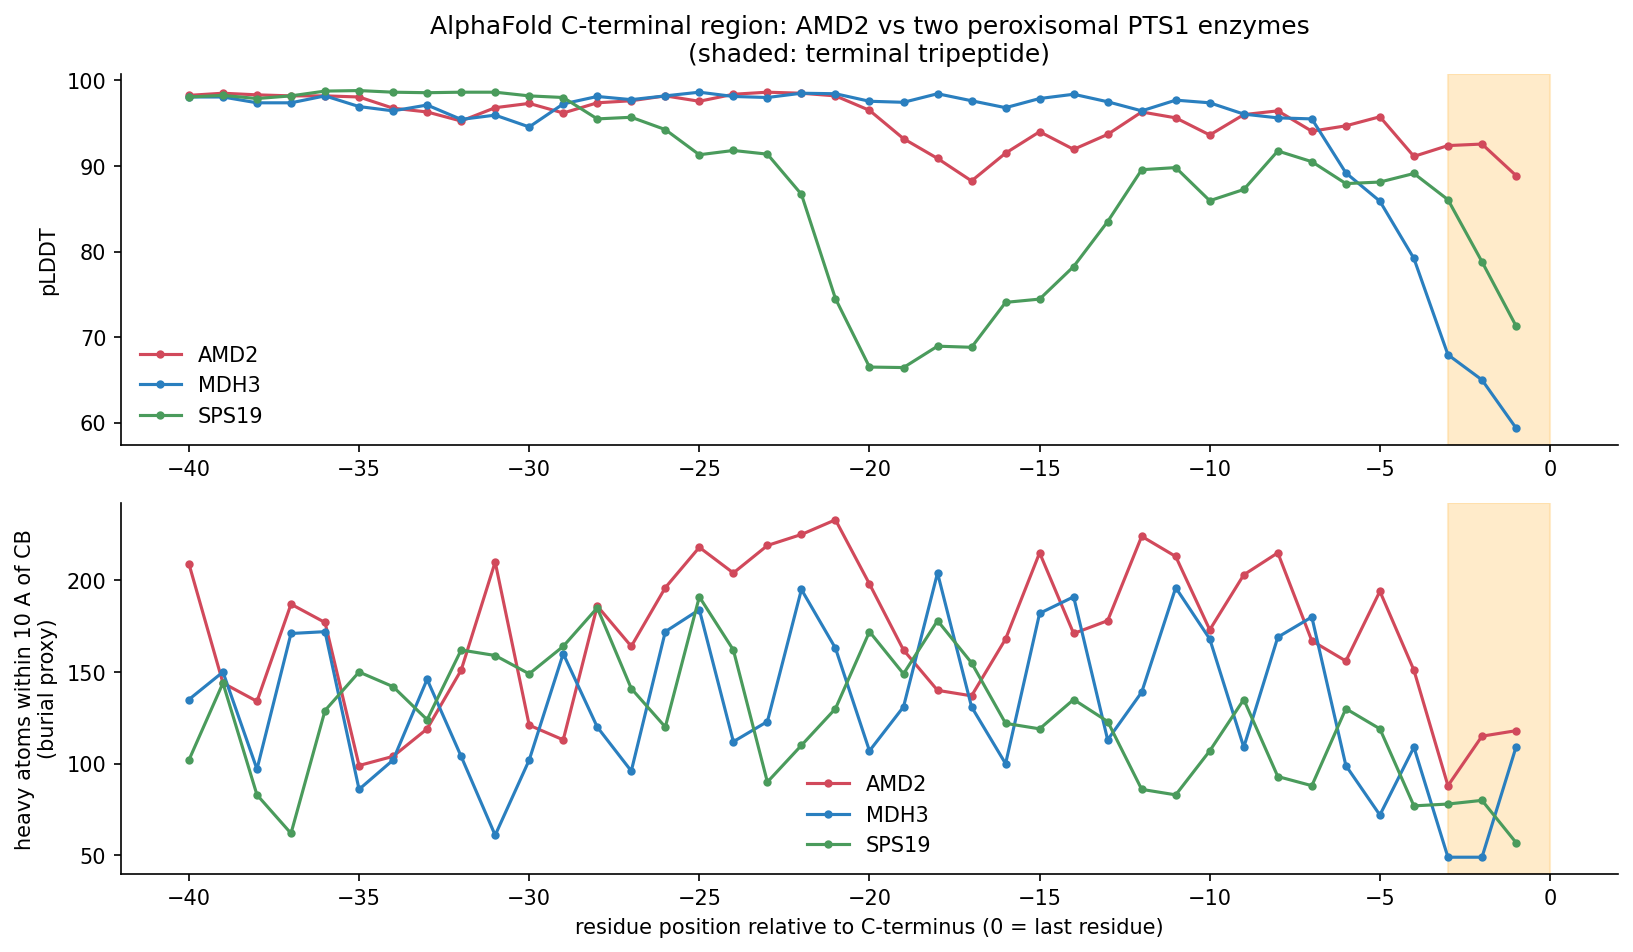 AlphaFold C-terminal region: AMD2 vs two peroxisomal PTS1 enzymes
(shaded: terminal tripeptide)
100
90
80
70
60
pLDDT
AMD2
MDH3
SPS19
−40 −35 −30 −25 −20 −15 −10 −5 0
200
150
100
50
heavy atoms within 10 A of CB
(burial proxy)
AMD2
MDH3
SPS19
−40 −35 −30 −25 −20 −15 −10 −5 0
residue position relative to C-terminus (0 = last residue)